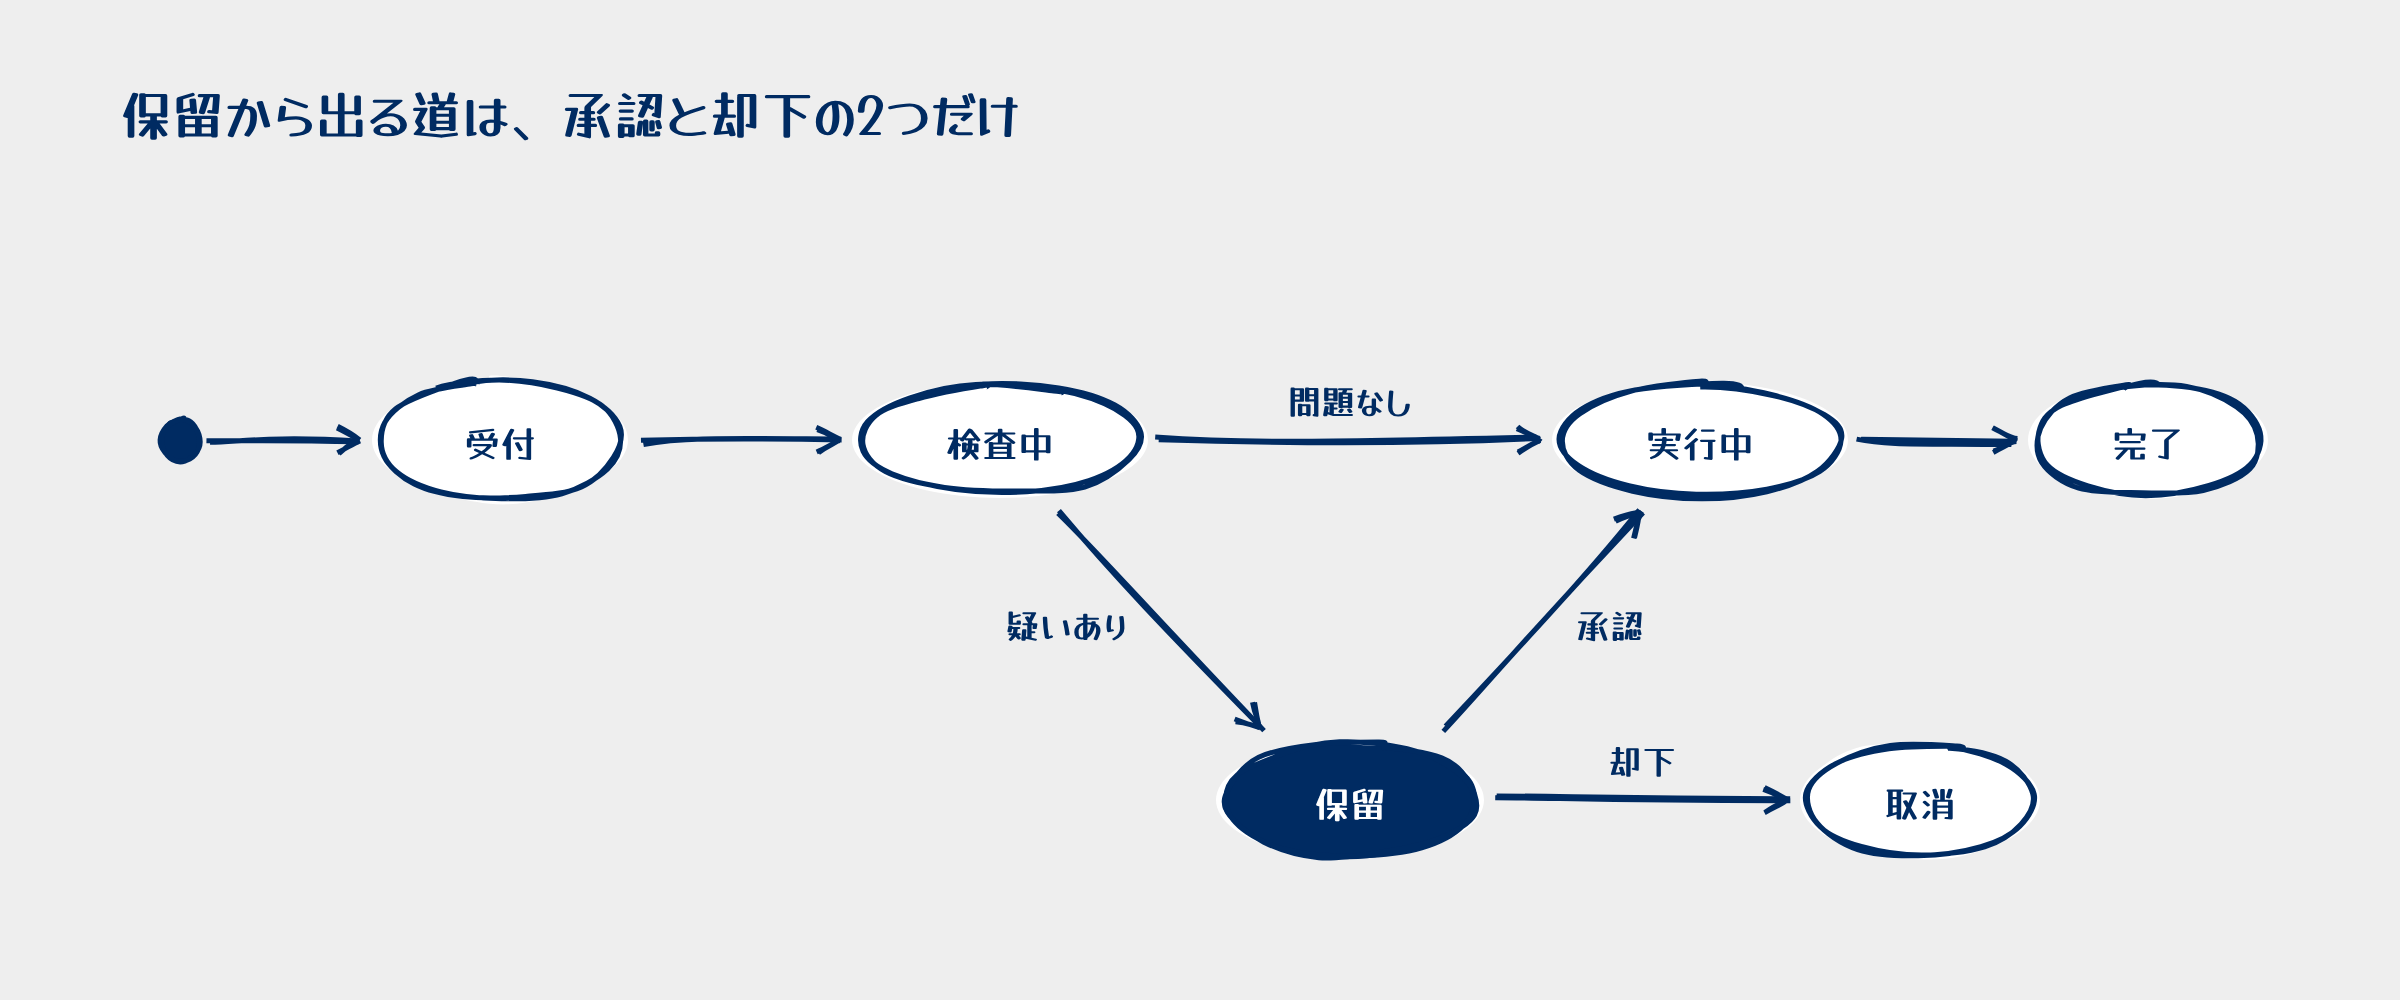 保留から出る道は、承認と却下の2つだけ
受付
検査中
問題なし
実行中
完了
疑いあり
承認
保留
却下
取消